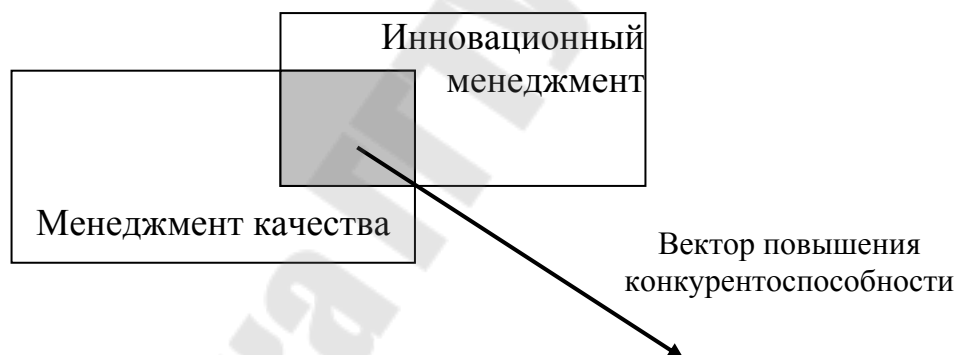 Инновационный
менеджмент
Менеджмент качества
Вектор повышения
конкурентоспособности